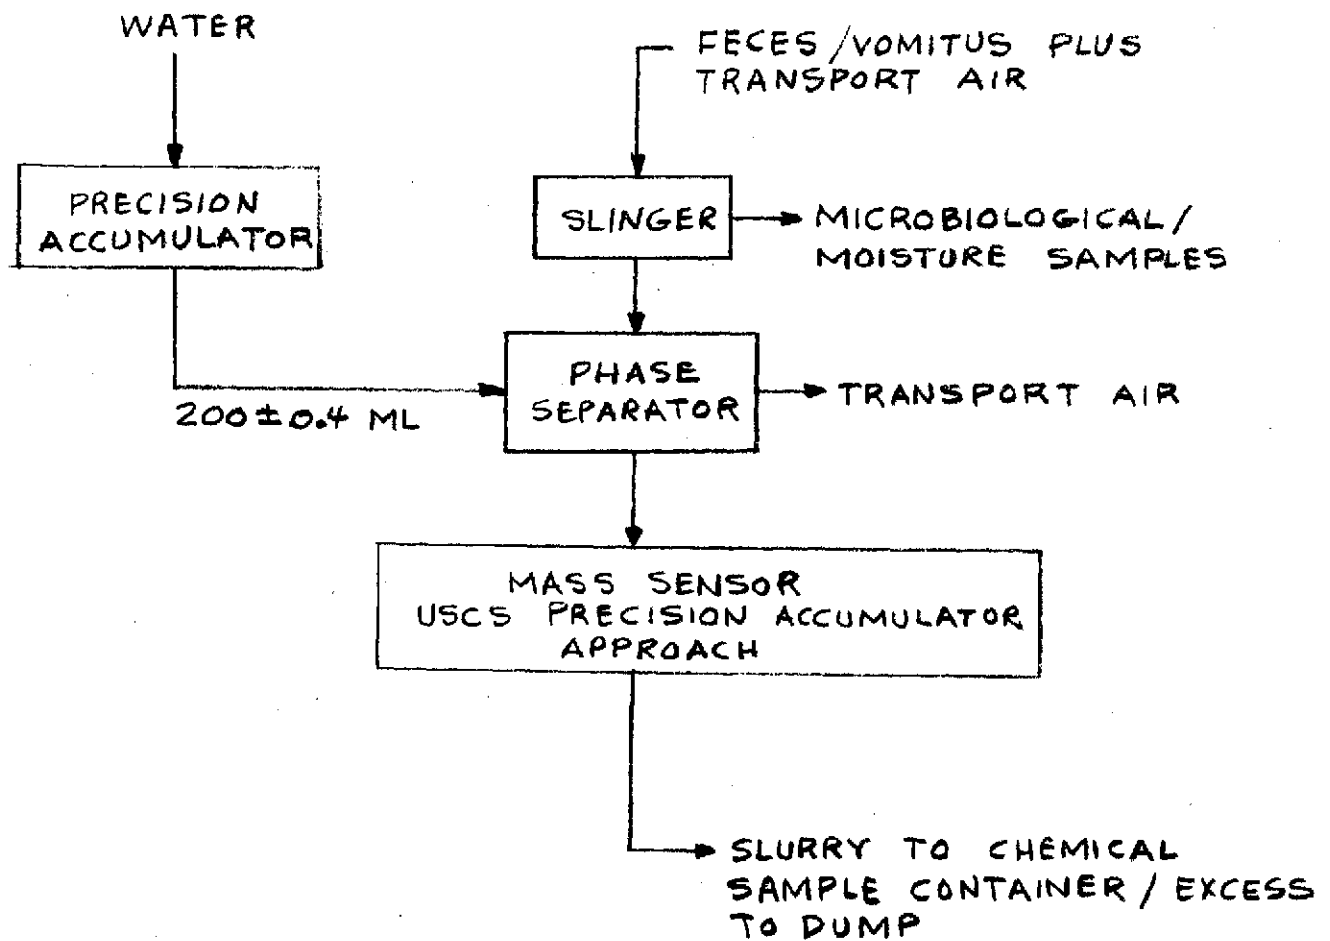 WATER
FECES/VOMITUS PLUS
TRANSPORT AIR
PRECISION
ACCUMULATOR
SLINGER
MICROBIOLOGICAL/
MOISTURE SAMPLES
PHASE
SEPARATOR
TRANSPORT AIR
200±0.4 ML
MASS SENSOR
USCS PRECISION ACCUMULATOR
APPROACH
SLURRY TO CHEMICAL
SAMPLE CONTAINER/EXCESS
TO DUMP